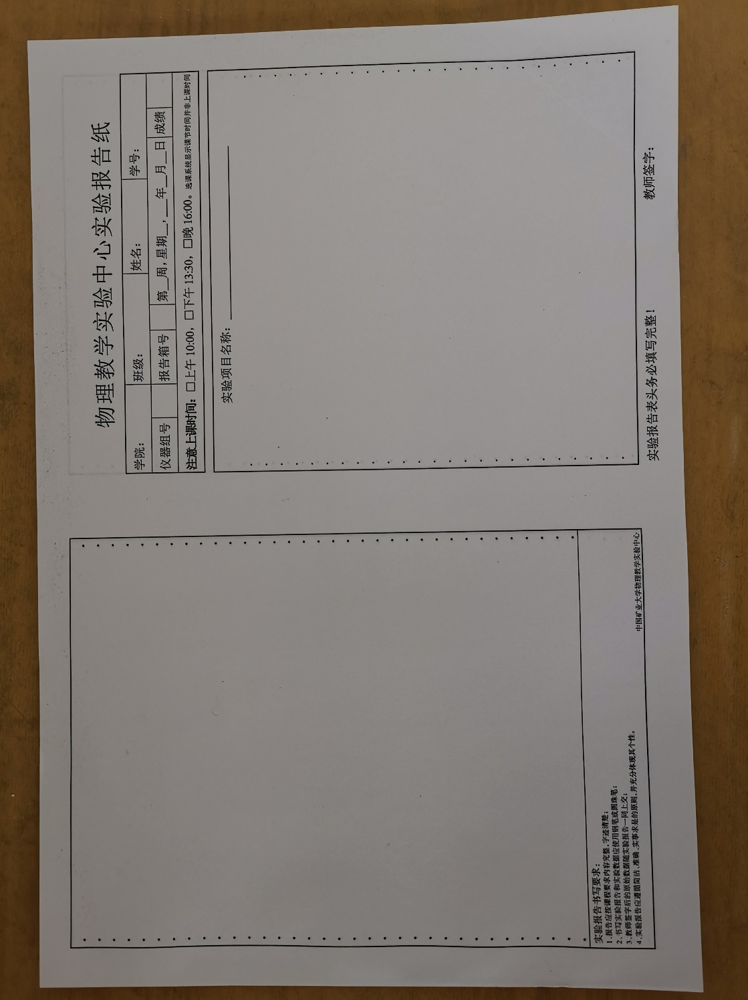 物理教学实验中心实验报告纸
学院： 班级： 姓名： 学号：
仪器组号 报告箱号 第__周，星期__，__年__月__日 成绩
注意上课时间：□上午10:00，□下午13:30，□晚16:00。选课系统显示课节时间并非上课时间
实验项目名称：
实验报告表头务必填写完整！ 教师签字：
实验报告书写要求：
1、报告应按课程要求内容完整，字迹清楚；
2、书写实验报告和实验数据应使用钢笔或圆珠笔；
3、教师签字后的原始数据随实验报告一同上交；
4、实验报告应遵循简洁、准确、实事求是的原则，并充分体现其个性。
中国矿业大学物理教学实验中心